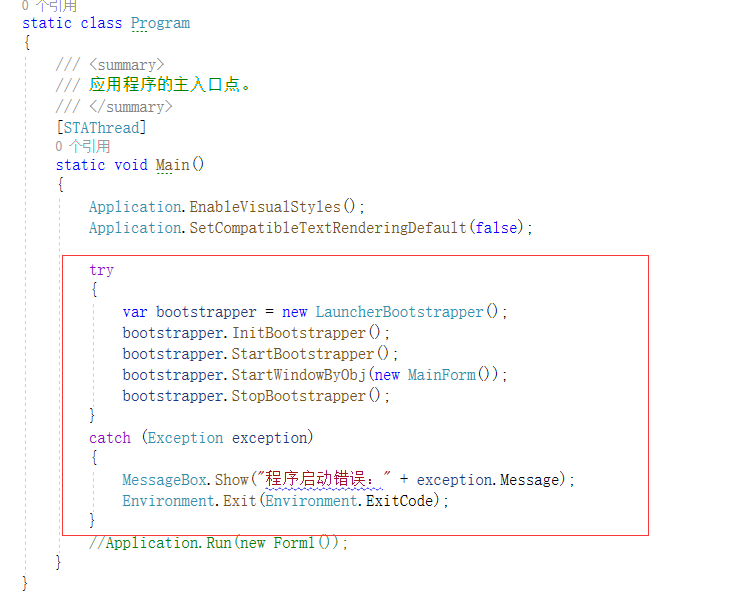 0 个引用
static class Program
{
/// <summary>
/// 应用程序的主入口点。
/// </summary>
[STAThread]
0 个引用
static void Main()
{
Application.EnableVisualStyles();
Application.SetCompatibleTextRenderingDefault(false);
try
{
var bootstrapper = new LauncherBootstrapper();
bootstrapper.InitBootstrapper();
bootstrapper.StartBootstrapper();
bootstrapper.StartWindowByObj(new MainForm());
bootstrapper.StopBootstrapper();
}
catch (Exception exception)
{
MessageBox.Show("程序启动错误：" + exception.Message);
Environment.Exit(Environment.ExitCode);
}
//Application.Run(new Form1());
}
}